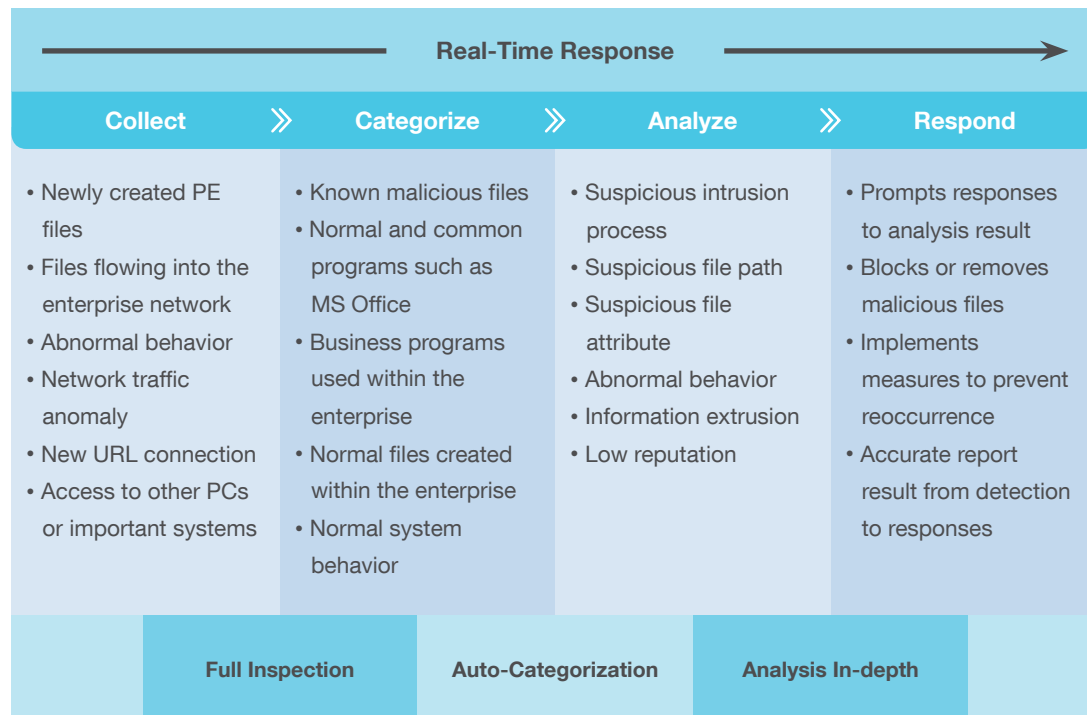 Real-Time Response
Collect
Categorize
Analyze
Respond
• Newly created PE
files
• Files flowing into the
enterprise network
• Abnormal behavior
• Network traffic
anomaly
• New URL connection
• Access to other PCs
or important systems
• Known malicious files
• Normal and common
programs such as
MS Office
• Business programs
used within the
enterprise
• Normal files created
within the enterprise
• Normal system
behavior
• Suspicious intrusion
process
• Suspicious file path
• Suspicious file
attribute
• Abnormal behavior
• Information extrusion
• Low reputation
• Prompts responses
to analysis result
• Blocks or removes
malicious files
• Implements
measures to prevent
reoccurrence
• Accurate report
result from detection
to responses
Full Inspection
Auto-Categorization
Analysis In-depth